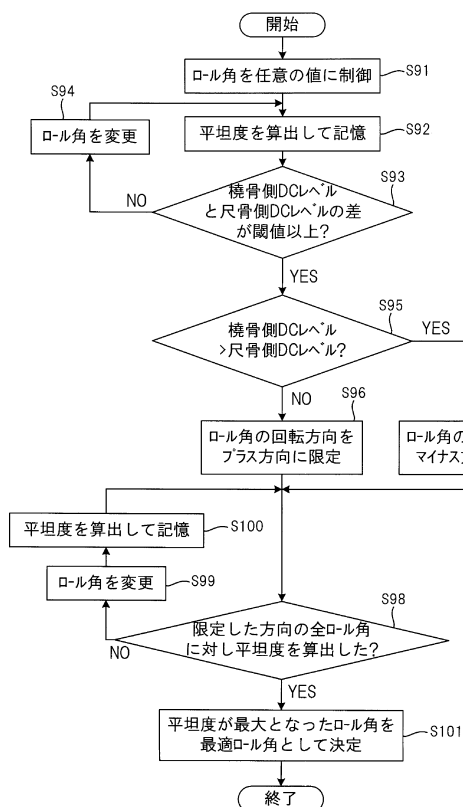 開始
ロール角を任意の値に制御
S91
S94
ロール角を変更
平坦度を算出して記憶
S92
S93
橈骨側DCレベル
と尺骨側DCレベルの差
が閾値以上?
NO
YES
S95
橈骨側DCレベル
>尺骨側DCレベル?
YES
NO
S96
ロール角の回転方向を
プラス方向に限定
ロール角の
マイナス
平坦度を算出して記憶
S100
ロール角を変更
S99
S98
限定した方向の全ロール角
に対し平坦度を算出した?
NO
YES
平坦度が最大となったロール角を
最適ロール角として決定
S101
終了